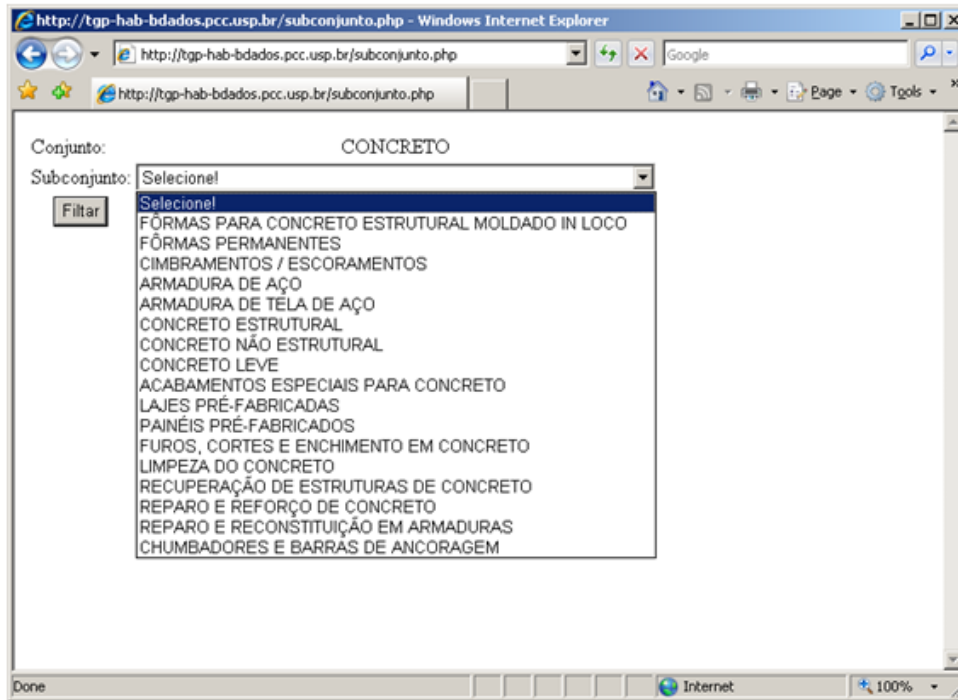 http://tgp-hab-bdados.pcc.usp.br/subconjunto.php - Windows Internet Explorer
http://tgp-hab-bdados.pcc.usp.br/subconjunto.php
Google
http://tgp-hab-bdados.pcc.usp.br/subconjunto.php
Page
Tools
Conjunto: CONCRETO
Subconjunto: Selecione!
Filtar
Selecione!
FÔRMAS PARA CONCRETO ESTRUTURAL MOLDADO IN LOCO
FÔRMAS PERMANENTES
CIMBRAMENTOS / ESCORAMENTOS
ARMADURA DE AÇO
ARMADURA DE TELA DE AÇO
CONCRETO ESTRUTURAL
CONCRETO NÃO ESTRUTURAL
CONCRETO LEVE
ACABAMENTOS ESPECIAIS PARA CONCRETO
LAJES PRÉ-FABRICADAS
PAINÉIS PRÉ-FABRICADOS
FUROS, CORTES E ENCHIMENTO EM CONCRETO
LIMPEZA DO CONCRETO
RECUPERAÇÃO DE ESTRUTURAS DE CONCRETO
REPARO E REFORÇO DE CONCRETO
REPARO E RECONSTITUIÇÃO EM ARMADURAS
CHUMBADORES E BARRAS DE ANCORAGEM
Done
Internet
100%